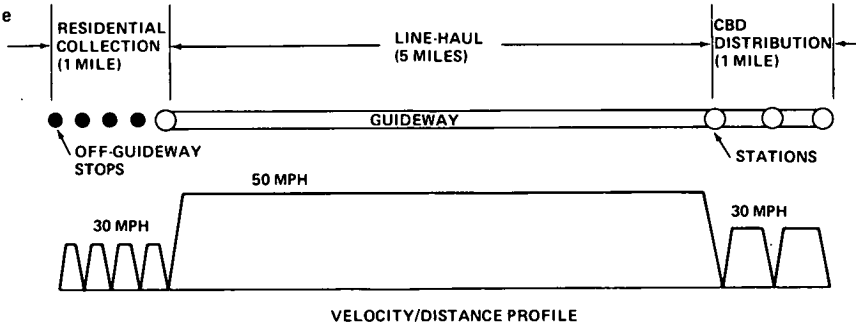 e
RESIDENTIAL
COLLECTION
(1 MILE)
LINE-HAUL
(5 MILES)
CBD
DISTRIBUTION
(1 MILE)
GUIDEWAY
OFF-GUIDEWAY
STOPS
STATIONS
50 MPH
30 MPH
30 MPH
VELOCITY/DISTANCE PROFILE